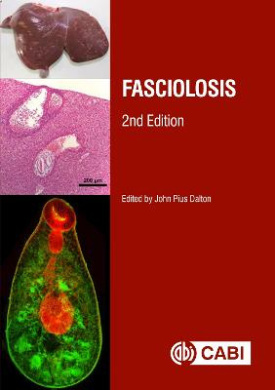 FASCIOLOSIS
2nd Edition
Edited by John Pius Dalton
200 µm
CABI